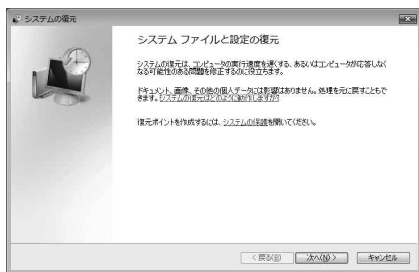 システムの復元
システム ファイルと設定の復元
システムの復元は、コンピュータの実行速度を遅くする、あるいはコンピュータが応答しなく
なる可能性のある問題を修正するのに役立ちます。
ドキュメント、画像、その他の個人データには影響はありません。処理を元に戻すこともで
きます。システムの復元はどのように動作しますか?
復元ポイントを作成するには、システムの保護を開いてください。
< 戻る(B)
次へ(N) >
キャンセル